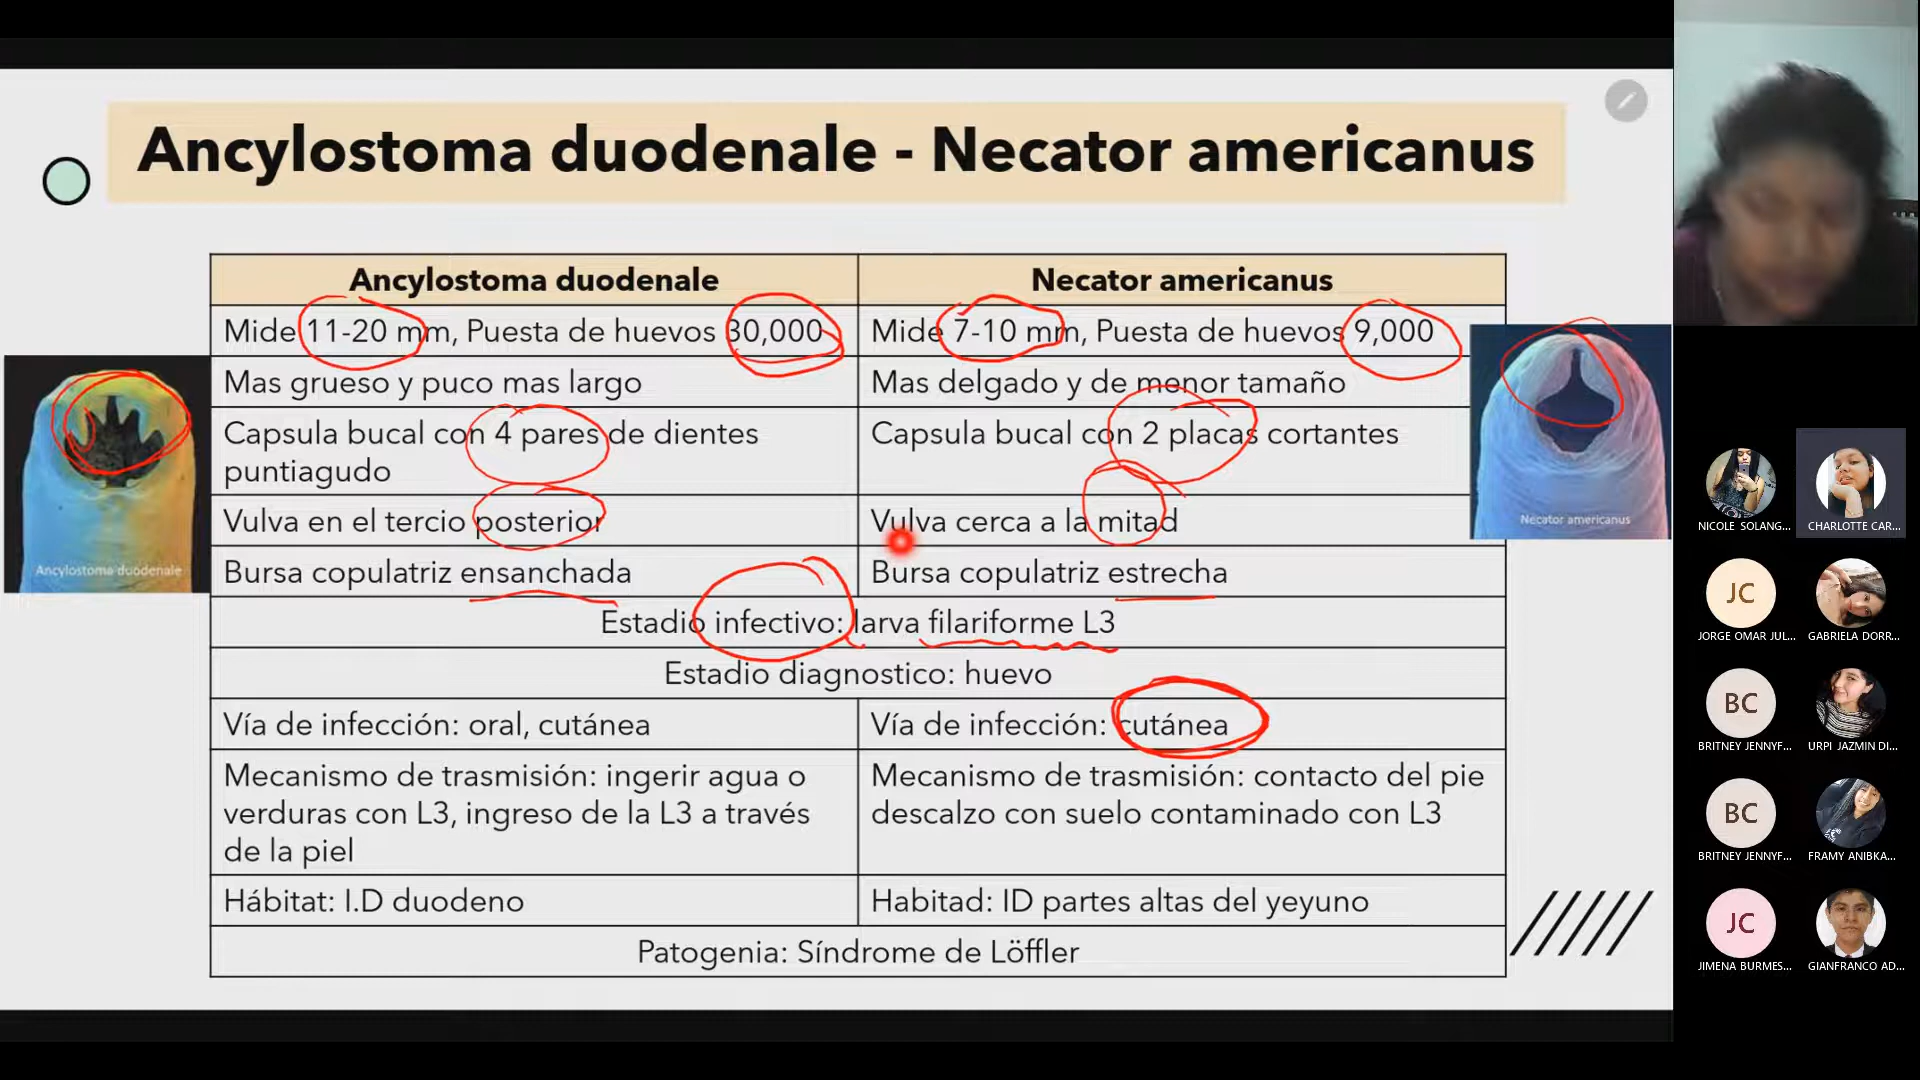 Ancylostoma duodenale - Necator americanus
Ancylostoma duodenale
Necator americanus
Mide 11-20 mm, Puesta de huevos 30,000
Mide 7-10 mm, Puesta de huevos 9,000
Mas grueso y puco mas largo
Mas delgado y de menor tamaño
Capsula bucal con 4 pares de dientes
puntiagudo
Capsula bucal con 2 placas cortantes
Vulva en el tercio posterior
Vulva cerca a la mitad
Bursa copulatriz ensanchada
Bursa copulatriz estrecha
Estadio infectivo: larva filariforme L3
Estadio diagnostico: huevo
Vía de infección: oral, cutánea
Vía de infección: cutánea
Mecanismo de trasmisión: ingerir agua o
verduras con L3, ingreso de la L3 a través
de la piel
Mecanismo de trasmisión: contacto del pie
descalzo con suelo contaminado con L3
Hábitat: I.D duodeno
Habitad: ID partes altas del yeyuno
Patogenia: Síndrome de Löffler
Ancylostoma duodenale
Necator americanus
NICOLE SOLANG...
CHARLOTTE CAR...
JC
JORGE OMAR JUL...
GABRIELA DORR...
BC
BRITNEY JENNYF...
URPI JAZMIN DI...
BC
BRITNEY JENNYF...
FRAMY ANIBKA...
JC
JIMENA BURMES...
GIANFRANCO AD...